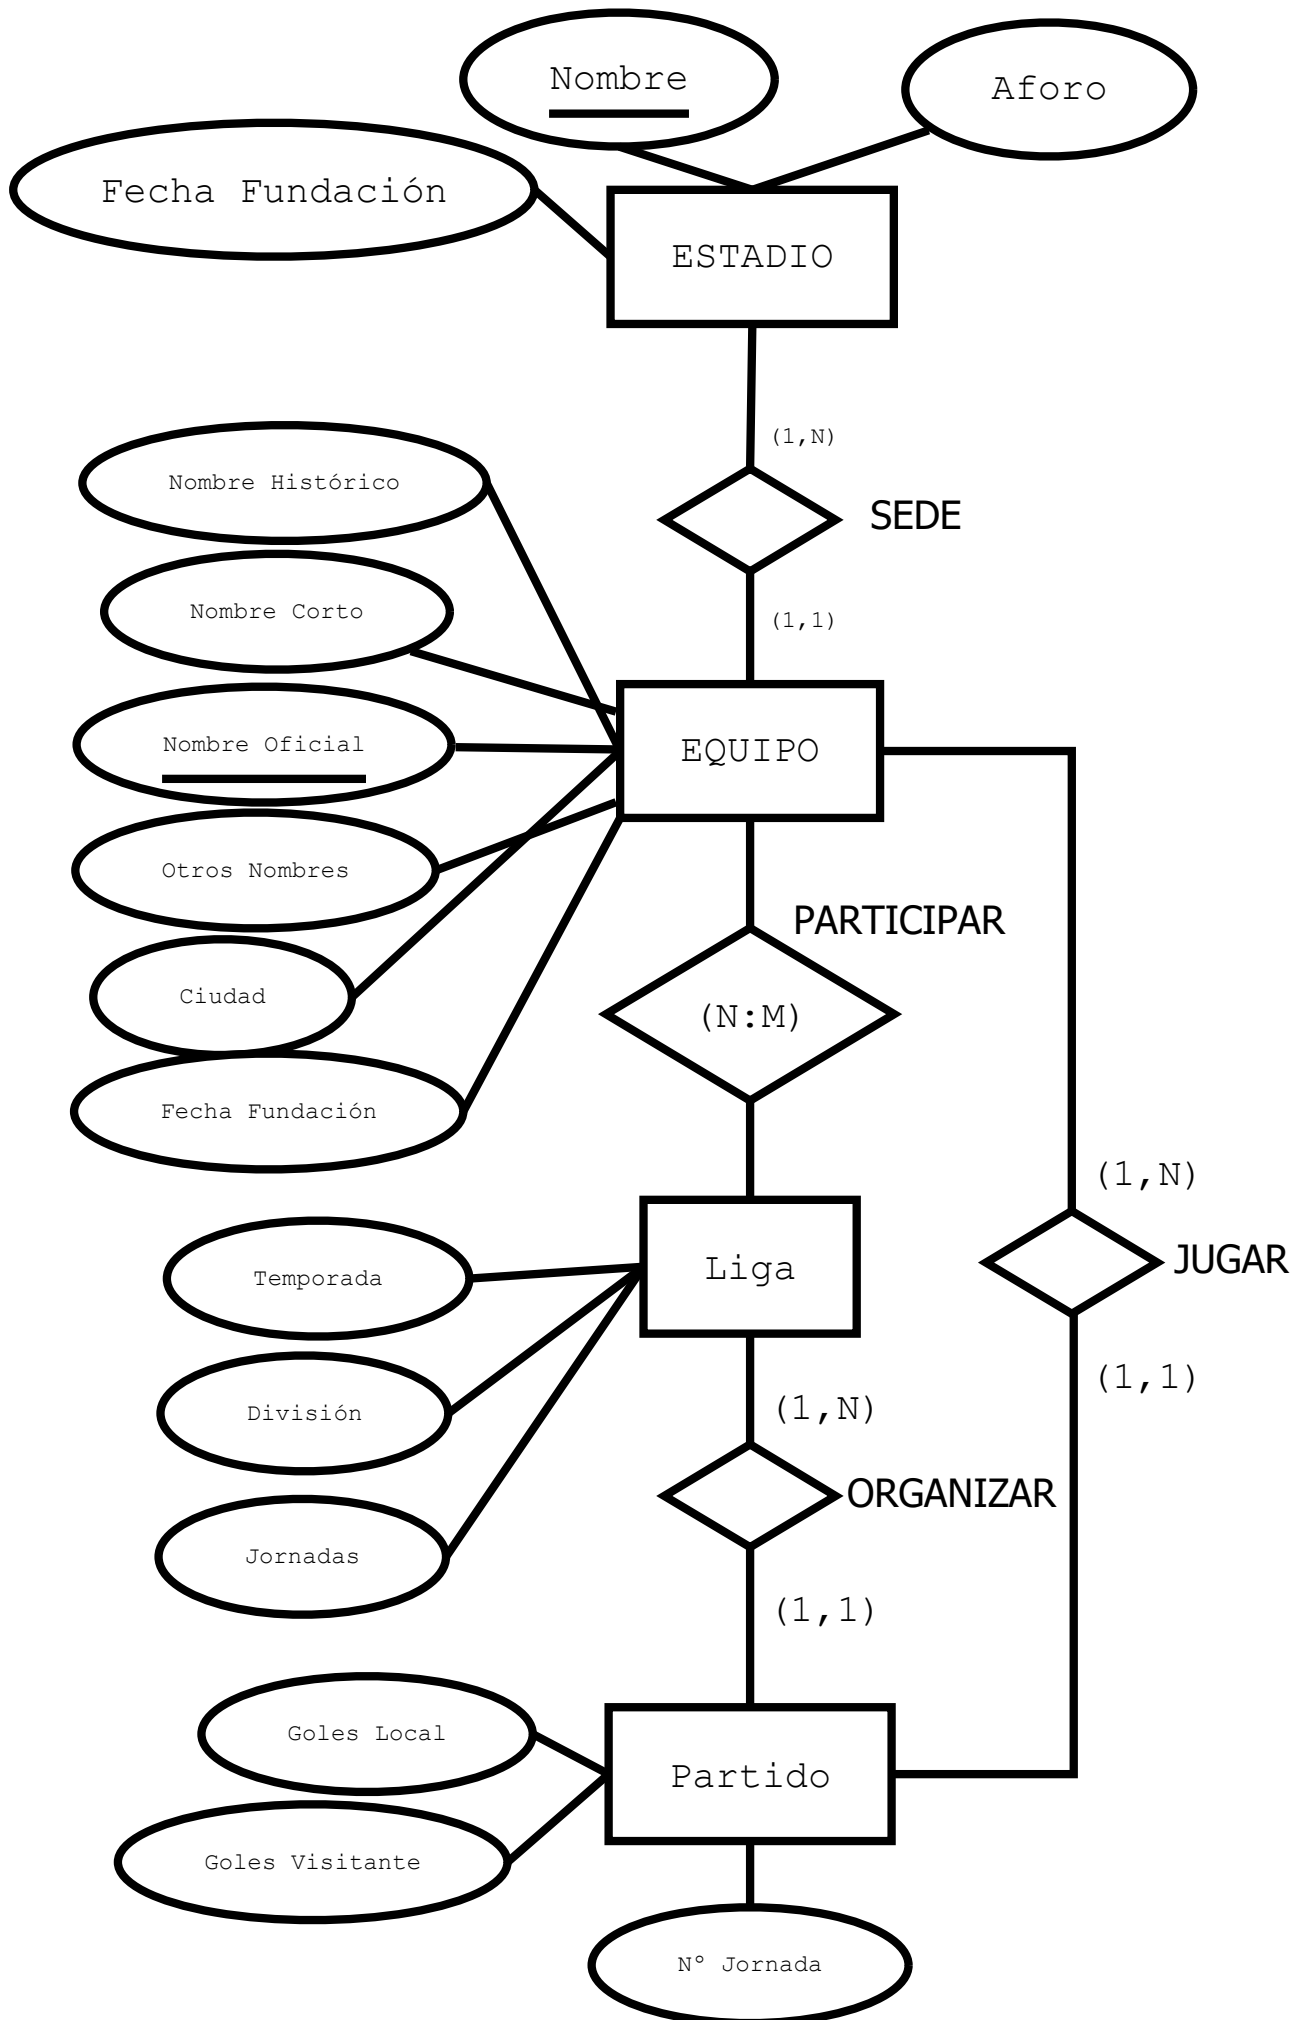 Nombre
Aforo
Fecha Fundación
ESTADIO
(1,N)
Nombre Histórico
SEDE
Nombre Corto
(1,1)
Nombre Oficial
EQUIPO
Otros Nombres
PARTICIPAR
Ciudad
(N:M)
Fecha Fundación
(1,N)
Temporada
Liga
JUGAR
(1,1)
División
(1,N)
ORGANIZAR
Jornadas
(1,1)
Goles Local
Partido
Goles Visitante
Nº Jornada